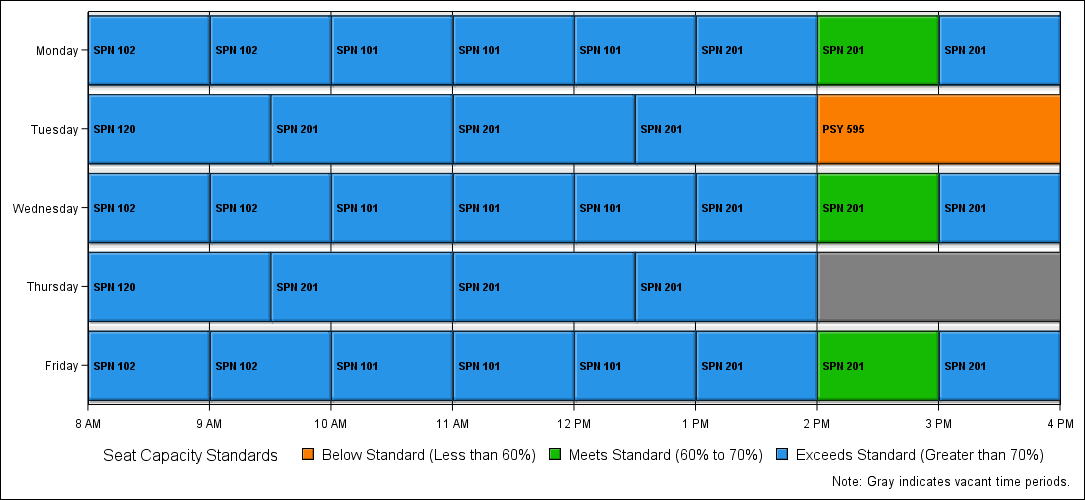 Monday SPN 102 SPN 102 SPN 101 SPN 101 SPN 101 SPN 201 SPN 201 SPN 201
Tuesday SPN 120 SPN 201 SPN 201 SPN 201 PSY 595
Wednesday SPN 102 SPN 102 SPN 101 SPN 101 SPN 101 SPN 201 SPN 201 SPN 201
Thursday SPN 120 SPN 201 SPN 201 SPN 201
Friday SPN 102 SPN 102 SPN 101 SPN 101 SPN 101 SPN 201 SPN 201 SPN 201
8 AM 9 AM 10 AM 11 AM 12 PM 1 PM 2 PM 3 PM 4 PM
Seat Capacity Standards Below Standard (Less than 60%) Meets Standard (60% to 70%) Exceeds Standard (Greater than 70%)
Note: Gray indicates vacant time periods.